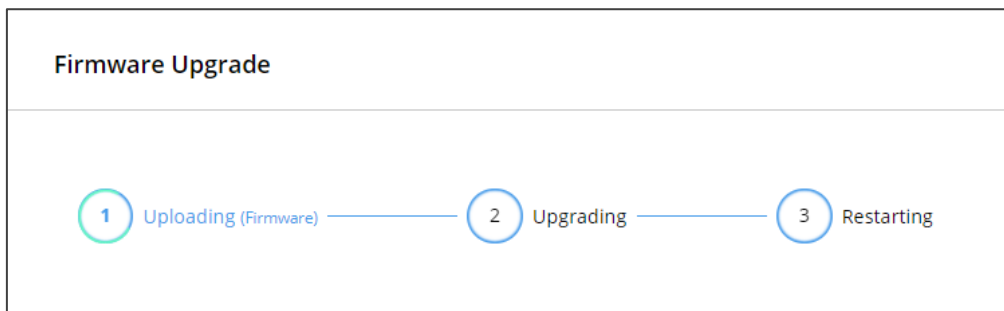 Firmware Upgrade
1 Uploading (Firmware) 2 Upgrading 3 Restarting